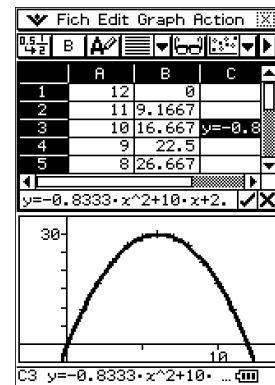 Fich Edit Graph Action
0.5 1 2 B A
A B C
1 12 0
2 11 9.1667
3 10 16.667 y=-0.8
4 9 22.5
5 8 26.667
y=-0.8333·x^2+10·x+2.
30
10
C3 y=-0.8333·x^2+10· …